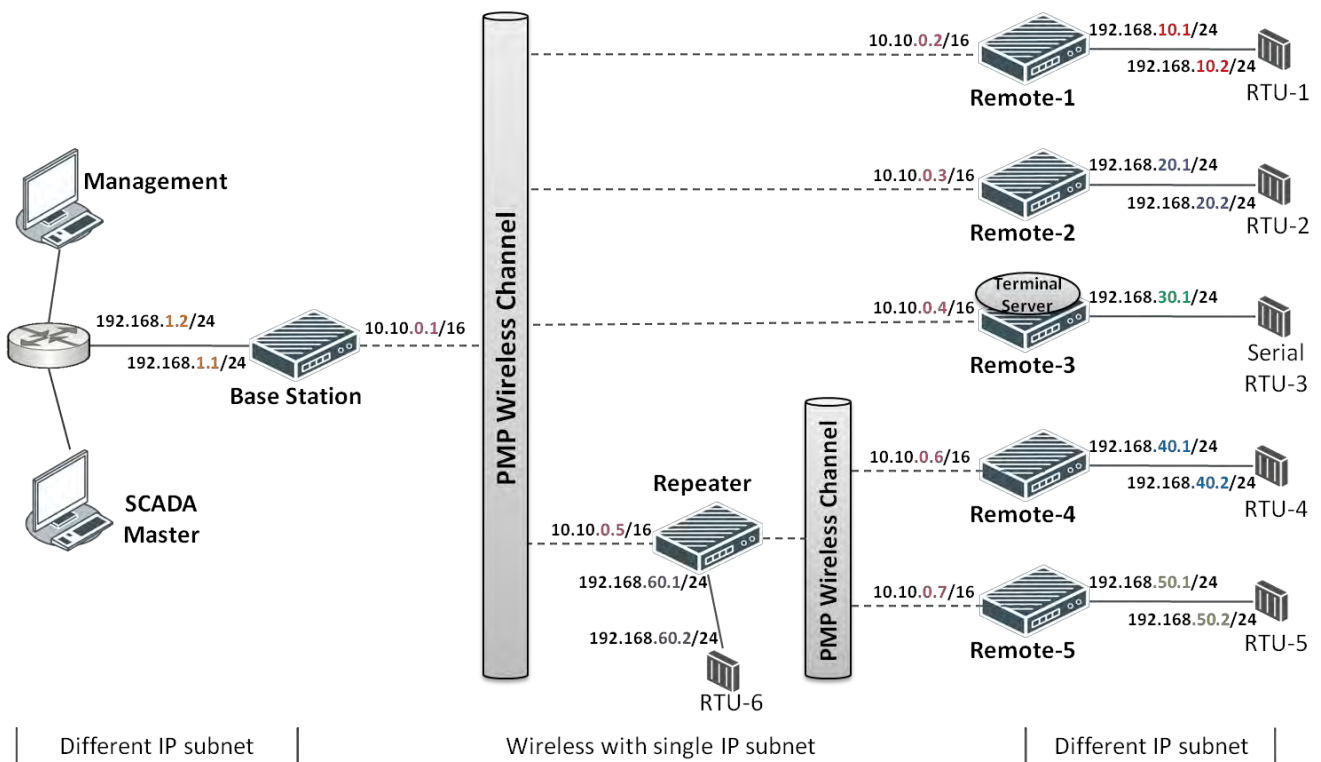 Management
192.168.1.2/24
192.168.1.1/24
Base Station
SCADA
Master
10.10.0.1/16
PMP Wireless Channel
10.10.0.2/16
Remote-1
192.168.10.1/24
192.168.10.2/24
RTU-1
10.10.0.3/16
Remote-2
192.168.20.1/24
192.168.20.2/24
RTU-2
10.10.0.4/16
Terminal
Server
Remote-3
192.168.30.1/24
Serial
RTU-3
10.10.0.5/16
Repeater
192.168.60.1/24
192.168.60.2/24
RTU-6
PMP Wireless Channel
10.10.0.6/16
Remote-4
192.168.40.1/24
192.168.40.2/24
RTU-4
10.10.0.7/16
Remote-5
192.168.50.1/24
192.168.50.2/24
RTU-5
Different IP subnet
Wireless with single IP subnet
Different IP subnet